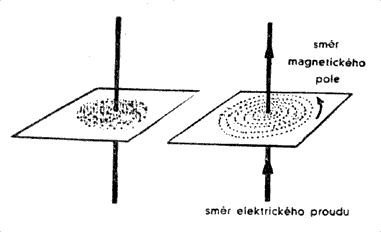 směr
magnetického
pole
směr elektrického proudu